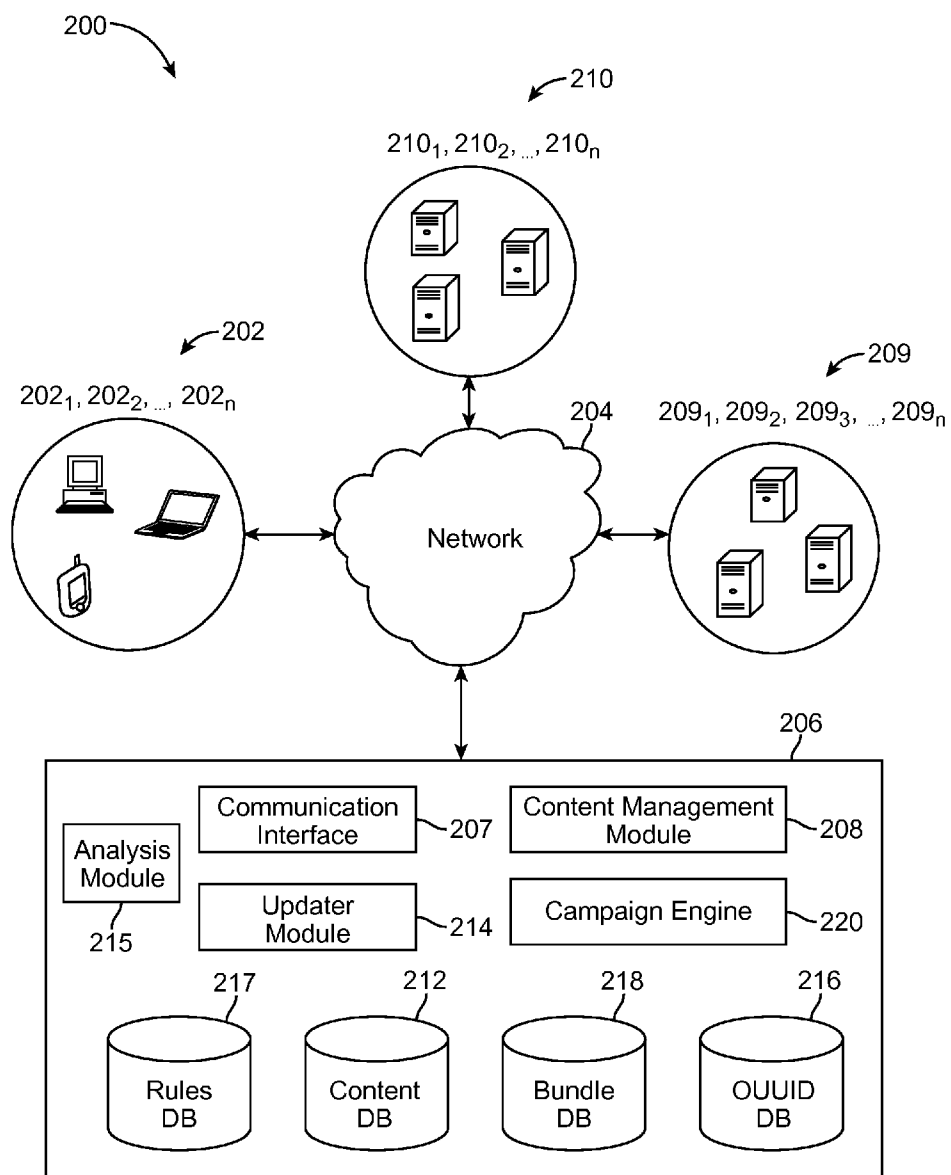 200
210
210₁, 210₂, ..., 210ₙ
202
202₁, 202₂, ..., 202ₙ
209
209₁, 209₂, 209₃, ..., 209ₙ
204
Network
206
Communication
Interface
207
Content Management
Module
208
Analysis
Module
215
Updater
Module
214
Campaign Engine
220
217
212
218
216
Rules
DB
Content
DB
Bundle
DB
OUUID
DB